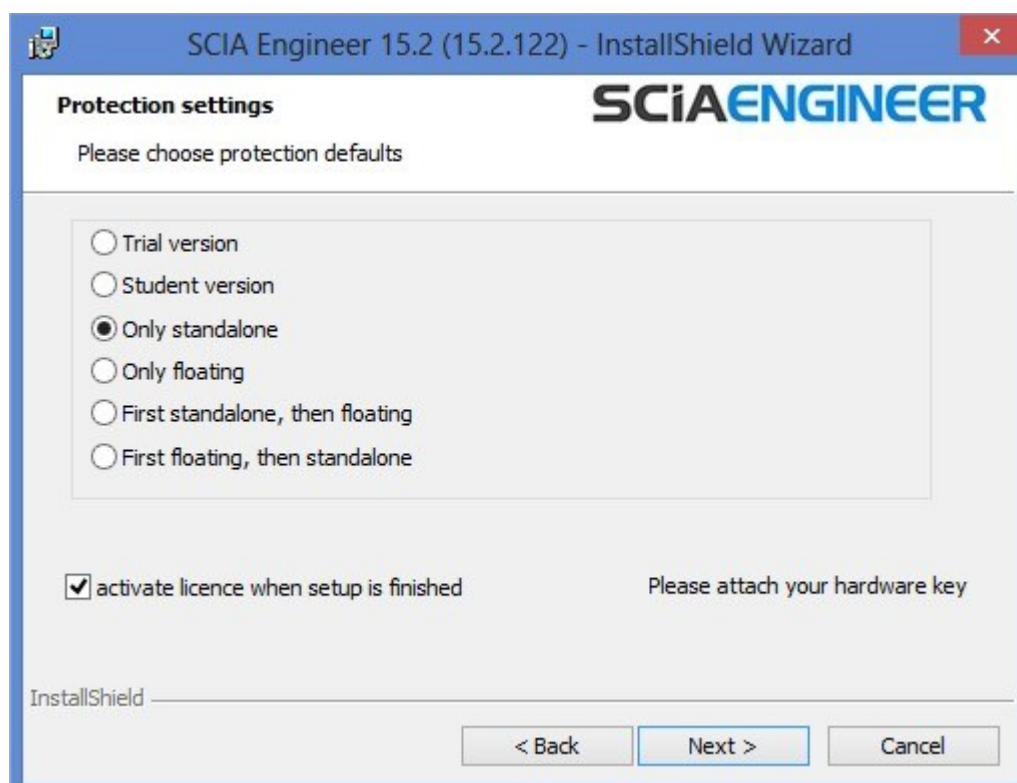 SCIA Engineer 15.2 (15.2.122) - InstallShield Wizard
Protection settings
SCiAENGINEER
Please choose protection defaults
Trial version
Student version
Only standalone
Only floating
First standalone, then floating
First floating, then standalone
activate licence when setup is finished
Please attach your hardware key
InstallShield
< Back
Next >
Cancel